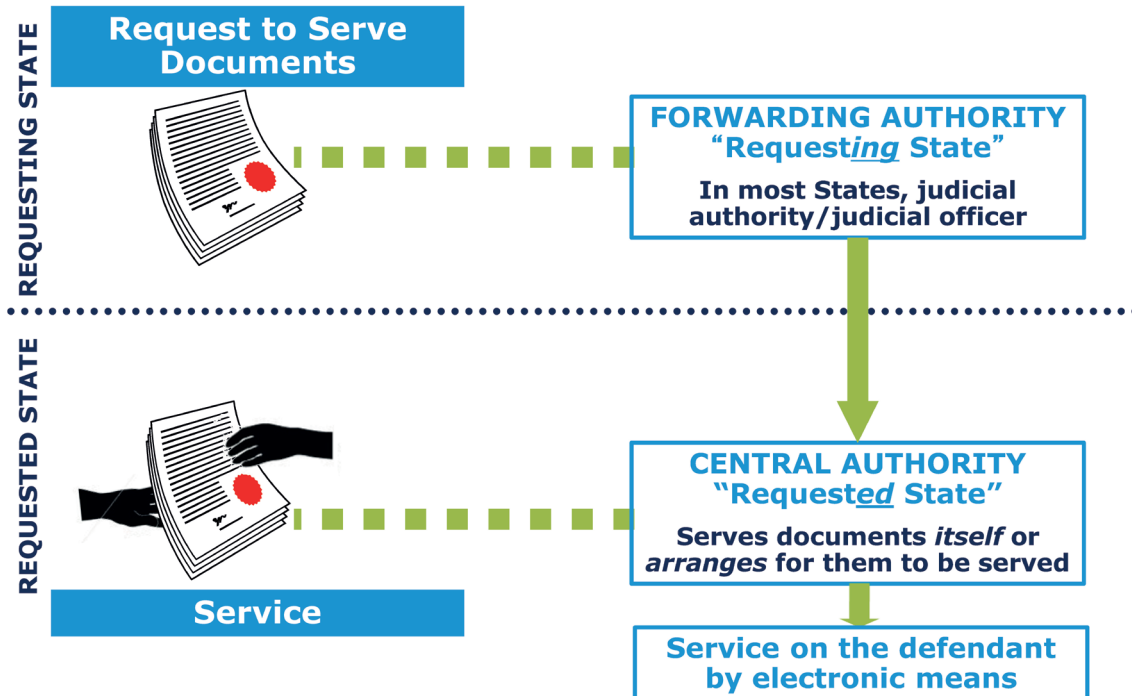 REQUESTING STATE
Request to Serve
Documents
FORWARDING AUTHORITY
“Requesting State”
In most States, judicial
authority/judicial officer
REQUESTED STATE
CENTRAL AUTHORITY
“Requested State”
Serves documents itself or
arranges for them to be served
Service
Service on the defendant
by electronic means